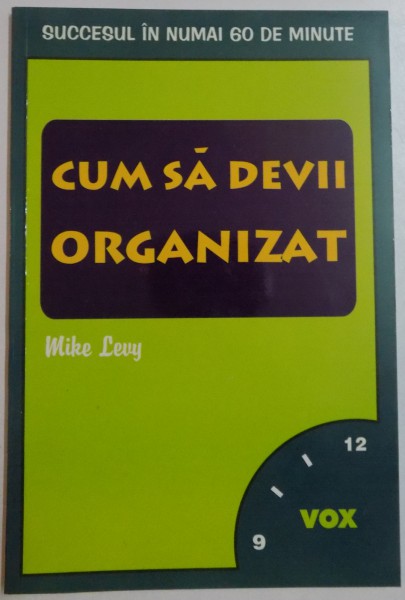 SUCCESUL ÎN NUMAI 60 DE MINUTE
CUM SĂ DEVII
ORGANIZAT
Mike Levy
12
9
VOX